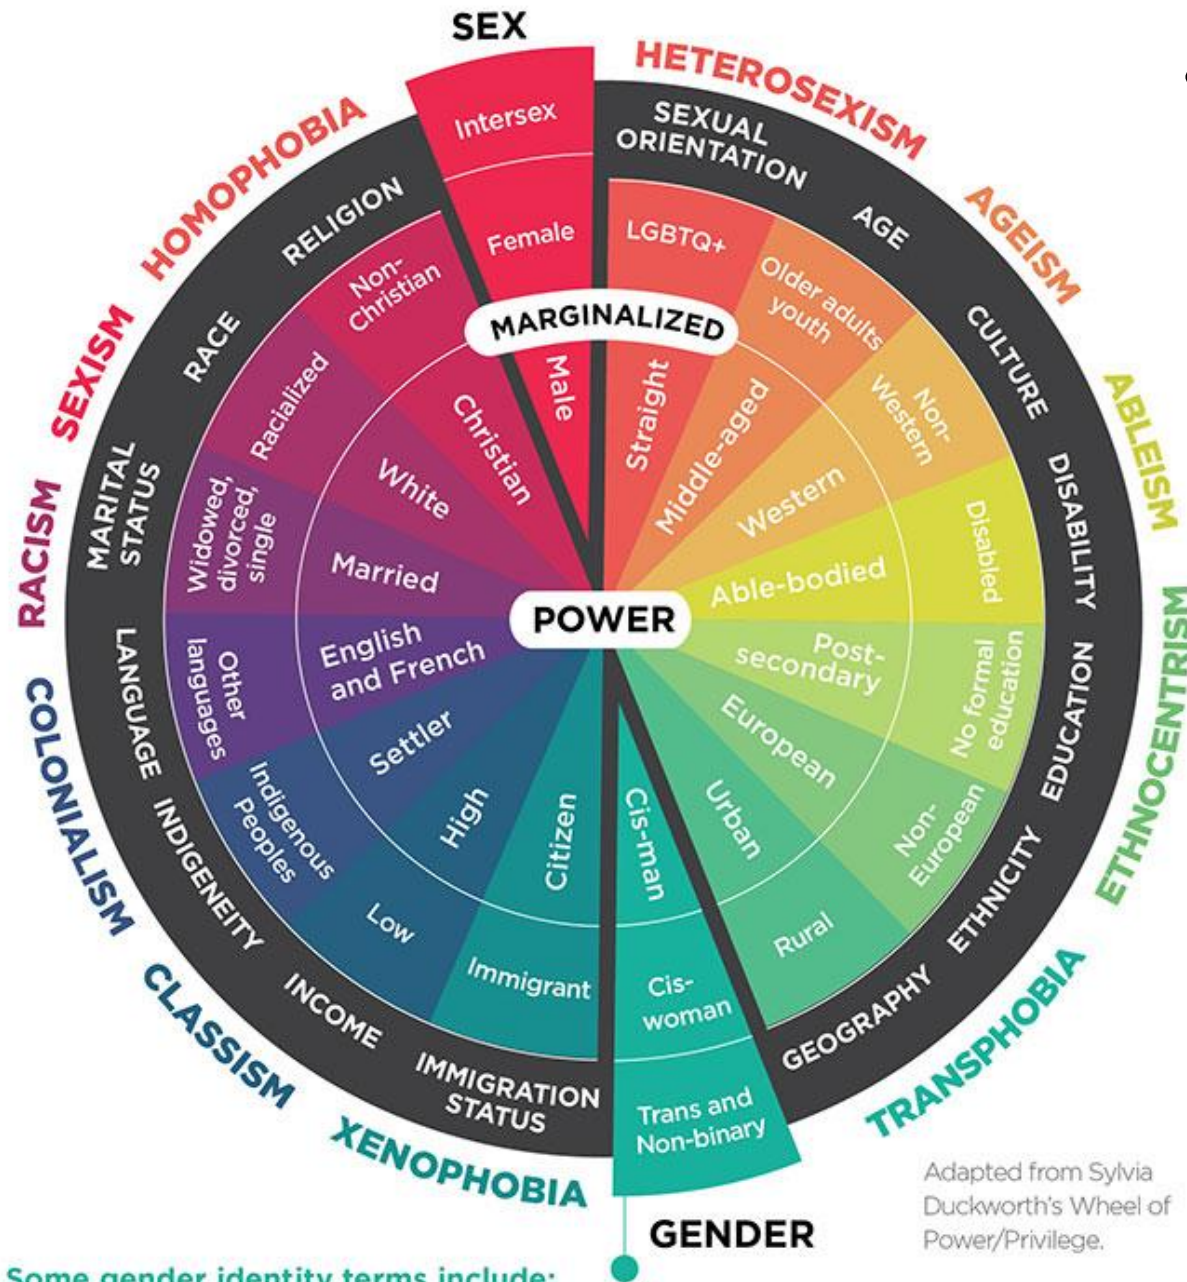 SEX
HETEROSEXISM
AGEISM
ABLEISM
ETHNOCENTRISM
TRANSPHOBIA
XENOPHOBIA
CLASSISM
COLONIALISM
RACISM
SEXISM
HOMOPHOBIA
SEXUAL
ORIENTATION
AGE
CULTURE
DISABILITY
EDUCATION
ETHNICITY
GEOGRAPHY
IMMIGRATION
STATUS
INCOME
INDIGENEITY
LANGUAGE
MARITAL
STATUS
RACE
RELIGION
Intersex
Female
Male
MARGINALIZED
LGBTQ+
Straight
Older adults
youth
Middle-aged
Non-
Western
Western
Disabled
Able-bodied
No formal
education
Post-
secondary
Non-
European
European
Rural
Urban
Cis-man
Cis-
woman
Trans and
Non-binary
Immigrant
Citizen
Low
High
Indigenous
Peoples
Settler
Other
languages
English
and French
Widowed,
divorced,
single
Married
Racialized
White
Non-
Christian
Christian
POWER
GENDER
Adapted from Sylvia
Duckworth's Wheel of
Power/Privilege.
Some gender identity terms include: